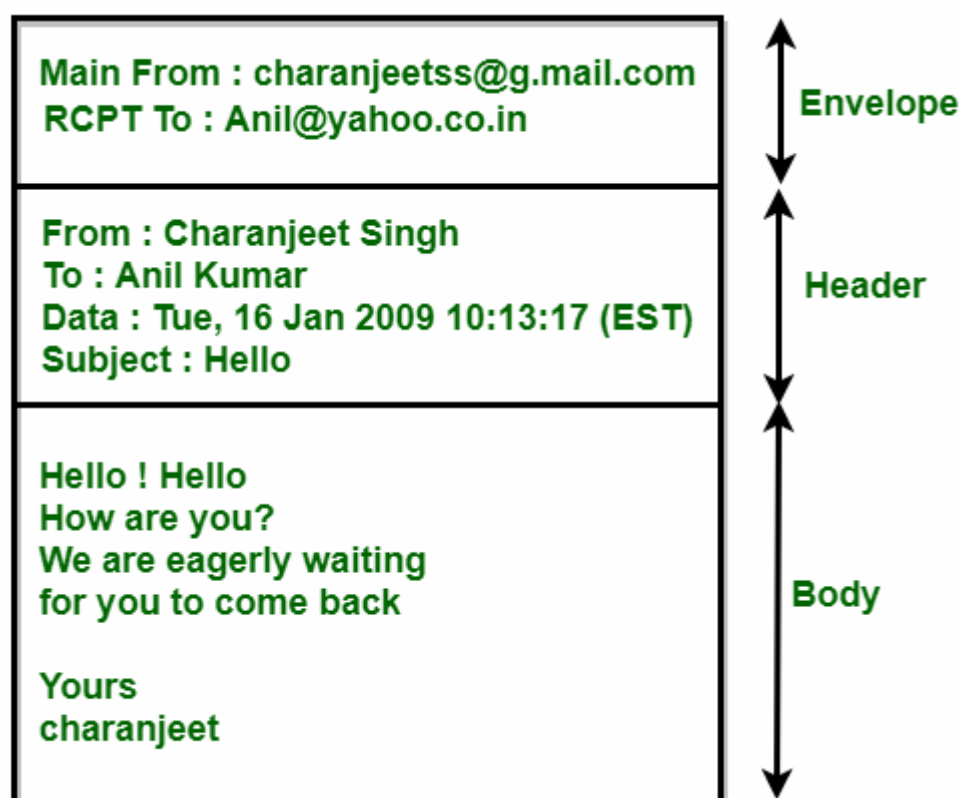 Main From : charanjeetss@g.mail.com
RCPT To : Anil@yahoo.co.in
Envelope
From : Charanjeet Singh
To : Anil Kumar
Data : Tue, 16 Jan 2009 10:13:17 (EST)
Subject : Hello
Header
Hello ! Hello
How are you?
We are eagerly waiting
for you to come back
Yours
charanjeet
Body